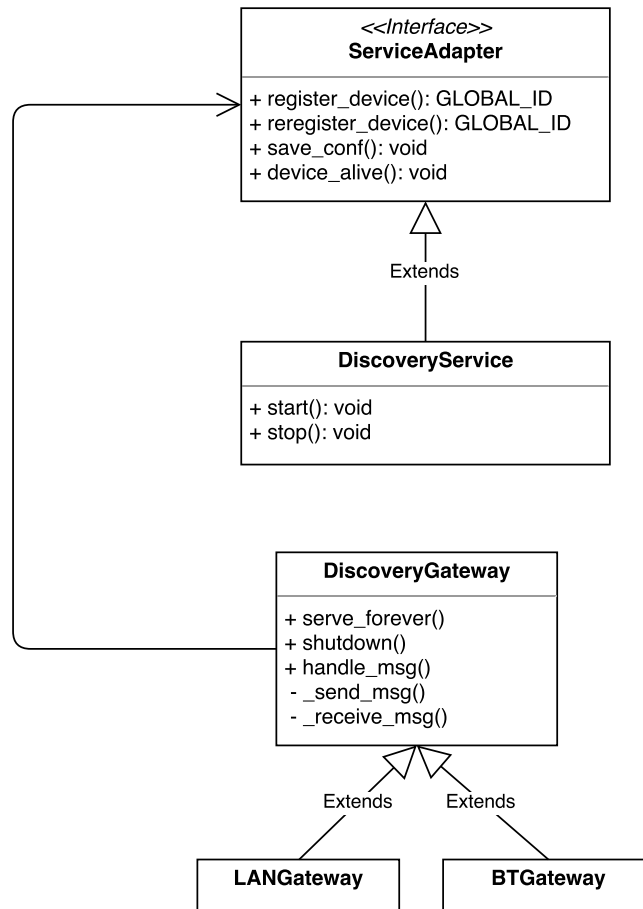 <<Interface>>
ServiceAdapter
+ register_device(): GLOBAL_ID
+ reregister_device(): GLOBAL_ID
+ save_conf(): void
+ device_alive(): void
Extends
DiscoveryService
+ start(): void
+ stop(): void
DiscoveryGateway
+ serve_forever()
+ shutdown()
+ handle_msg()
- _send_msg()
- _receive_msg()
Extends Extends
LANGateway BTGateway